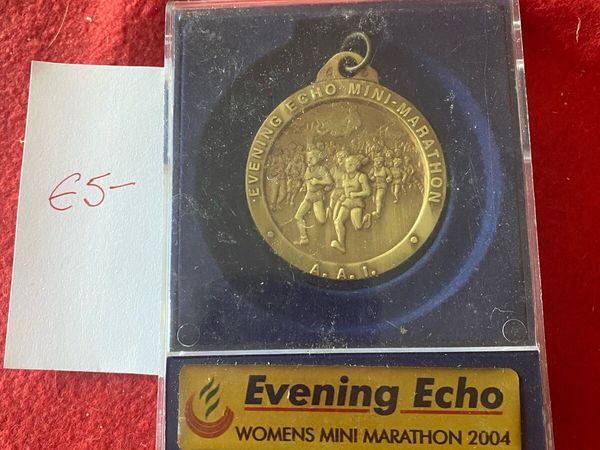 €5-
EVENING ECHO MINI-MARATHON
A.A.I.
Evening Echo
WOMENS MINI MARATHON 2004